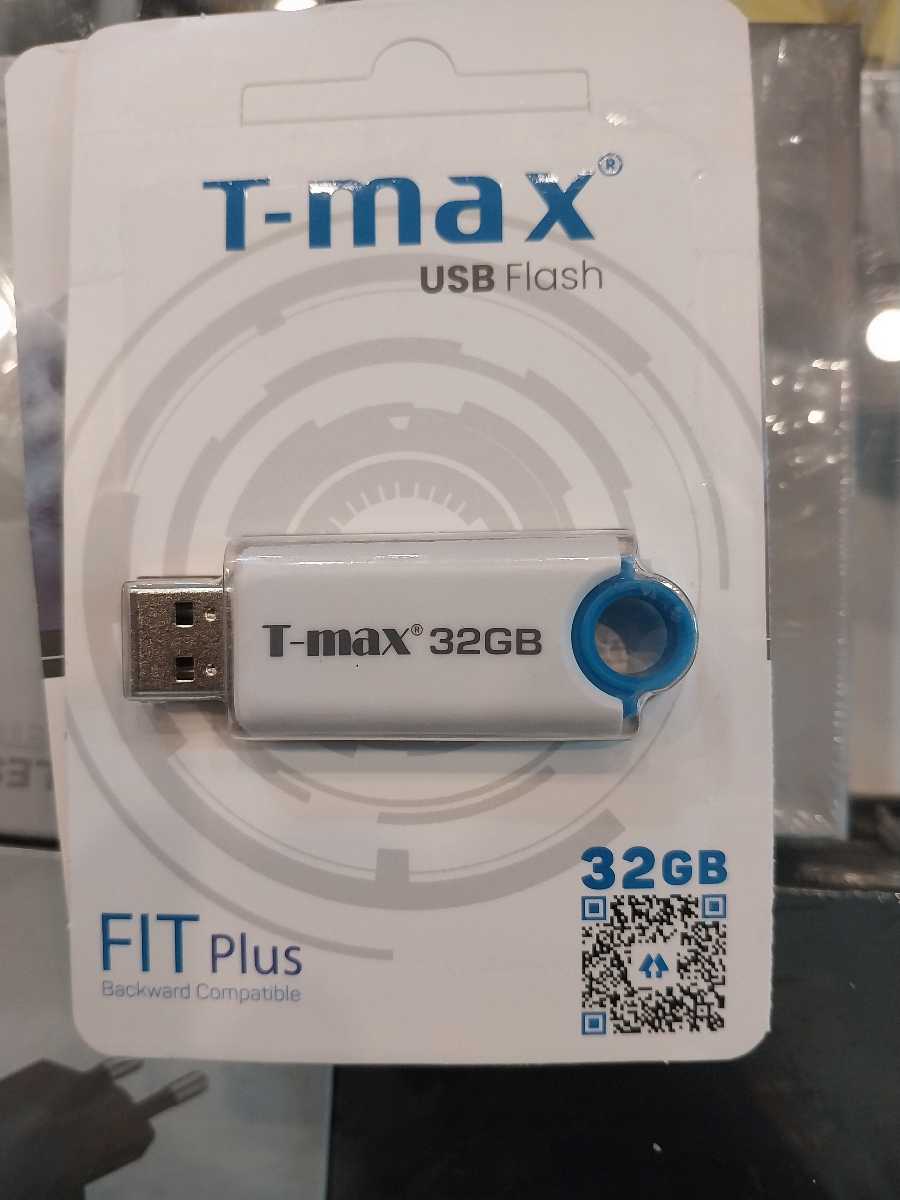 T-max®
USB Flash
T-max® 32GB
32GB
FIT Plus
Backward Compatible